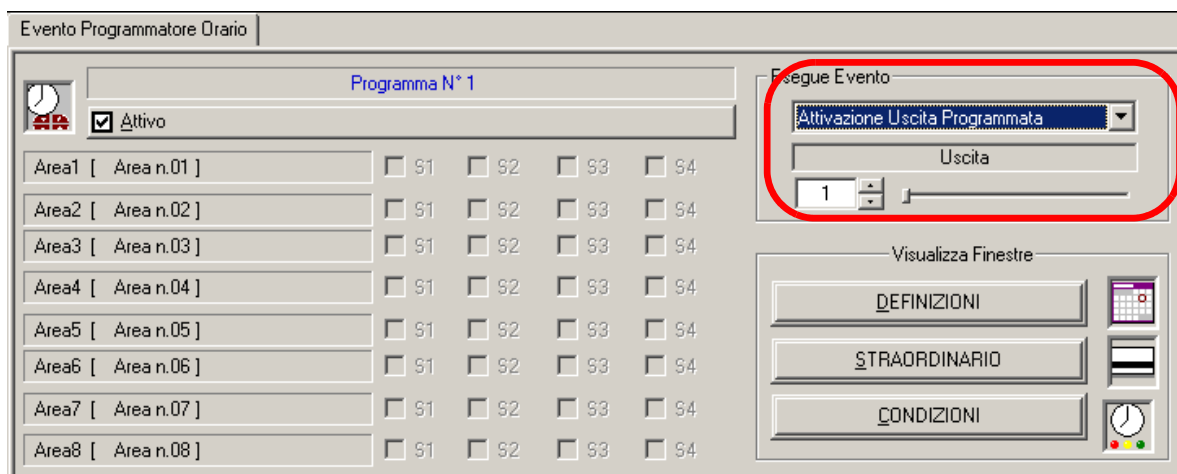 Evento Programmatore Orario
Programma N° 1
Attivo
Area1 [ Area n.01 ] S1 S2 S3 S4
Area2 [ Area n.02 ] S1 S2 S3 S4
Area3 [ Area n.03 ] S1 S2 S3 S4
Area4 [ Area n.04 ] S1 S2 S3 S4
Area5 [ Area n.05 ] S1 S2 S3 S4
Area6 [ Area n.06 ] S1 S2 S3 S4
Area7 [ Area n.07 ] S1 S2 S3 S4
Area8 [ Area n.08 ] S1 S2 S3 S4
Esegue Evento
Attivazione Uscita Programmata
Uscita
1
Visualizza Finestre
DEFINIZIONI
STRAORDINARIO
CONDIZIONI